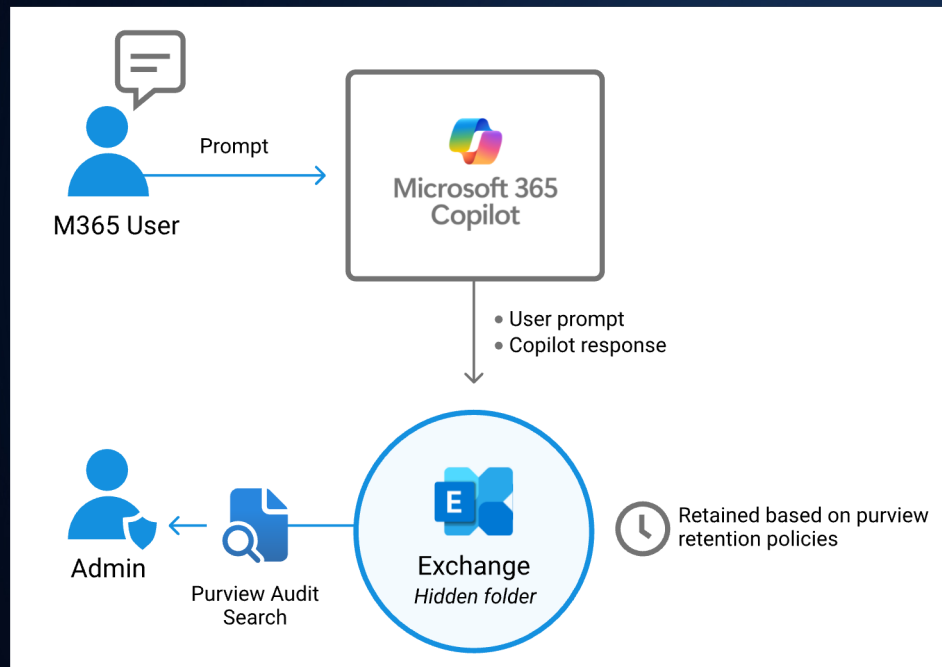 Prompt
M365 User
Microsoft 365
Copilot
• User prompt
• Copilot response
E
Exchange
Hidden folder
Retained based on purview
retention policies
Admin
Purview Audit
Search